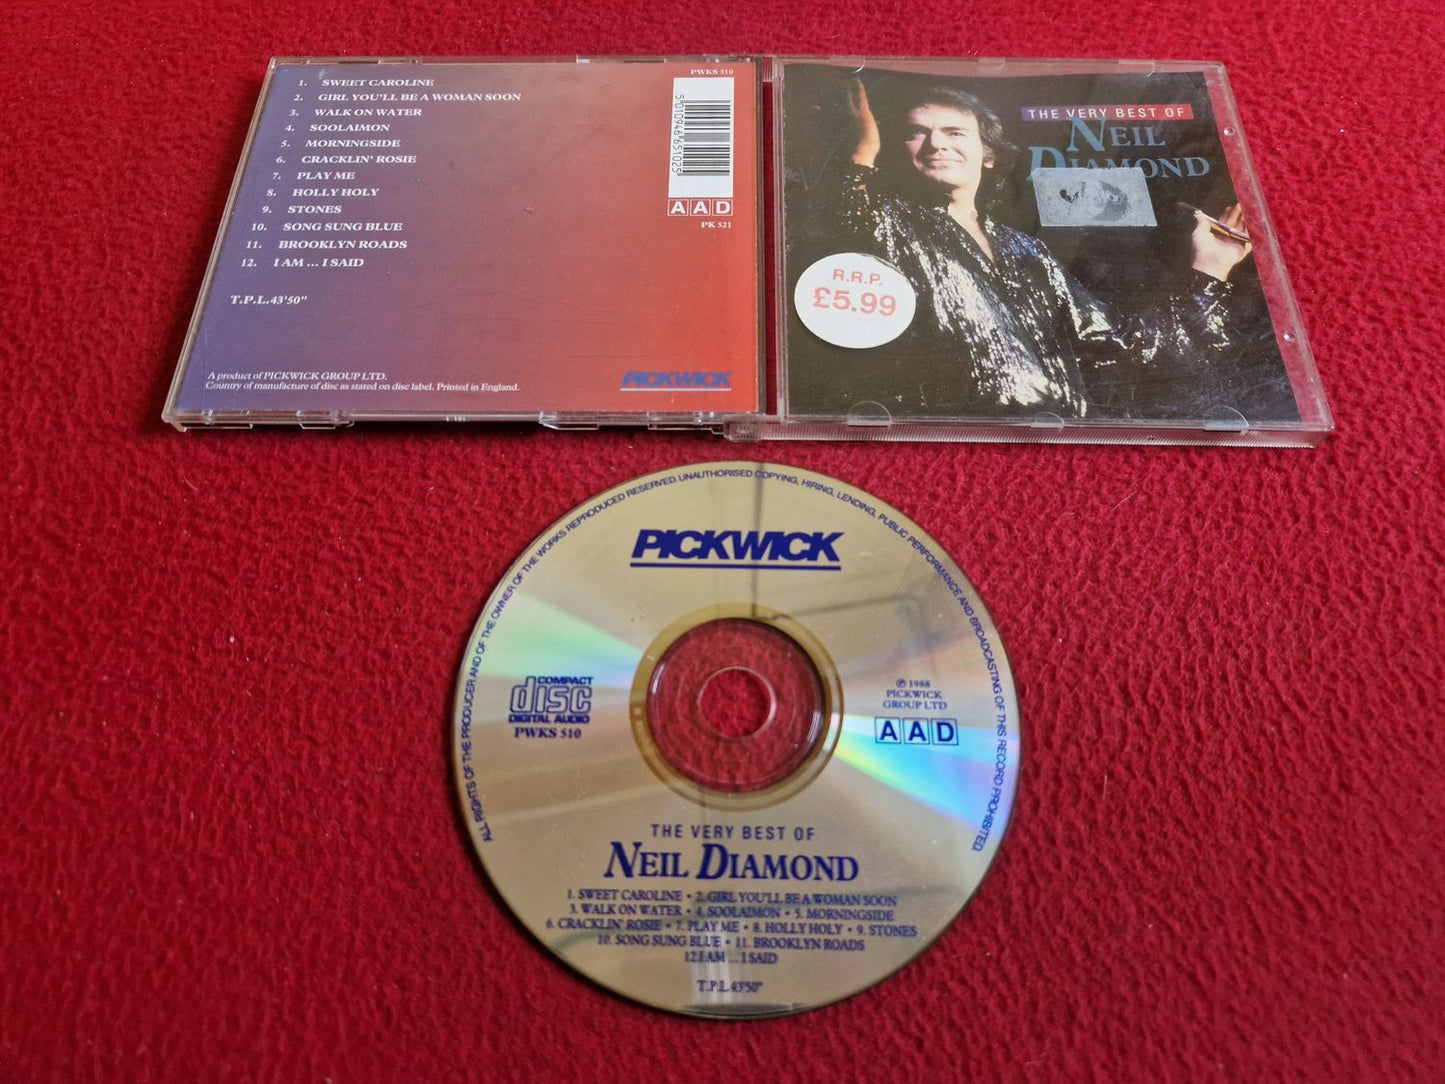 PWKS 510
1. SWEET CAROLINE
2. GIRL YOU'LL BE A WOMAN SOON
3. WALK ON WATER
4. SOOLAIMON
5. MORNINGSIDE
6. CRACKLIN' ROSIE
7. PLAY ME
8. HOLLY HOLY
9. STONES
10. SONG SUNG BLUE
11. BROOKLYN ROADS
12. I AM ... I SAID
T.P.L.43'50"
5 010946 651025
AAD
PK 521
A product of PICKWICK GROUP LTD.
Country of manufacture of disc as stated on disc label. Printed in England.
PICKWICK
THE VERY BEST OF
NEIL
DIAMOND
R.R.P.
£5.99
ALL RIGHTS OF THE PRODUCER AND OF THE OWNER OF THE WORKS REPRODUCED RESERVED. UNAUTHORISED COPYING, HIRING, LENDING, PUBLIC PERFORMANCE AND BROADCASTING OF THIS RECORD PROHIBITED.
PICKWICK
COMPACT
disc
DIGITAL AUDIO
PWKS 510
℗ 1988
PICKWICK
GROUP LTD
AAD
THE VERY BEST OF
NEIL DIAMOND
1. SWEET CAROLINE • 2. GIRL YOU'LL BE A WOMAN SOON
3. WALK ON WATER • 4. SOOLAIMON • 5. MORNINGSIDE
6. CRACKLIN' ROSIE • 7. PLAY ME • 8. HOLLY HOLY • 9. STONES
10. SONG SUNG BLUE • 11. BROOKLYN ROADS
12.I AM ... I SAID
T.P.L.43'50"